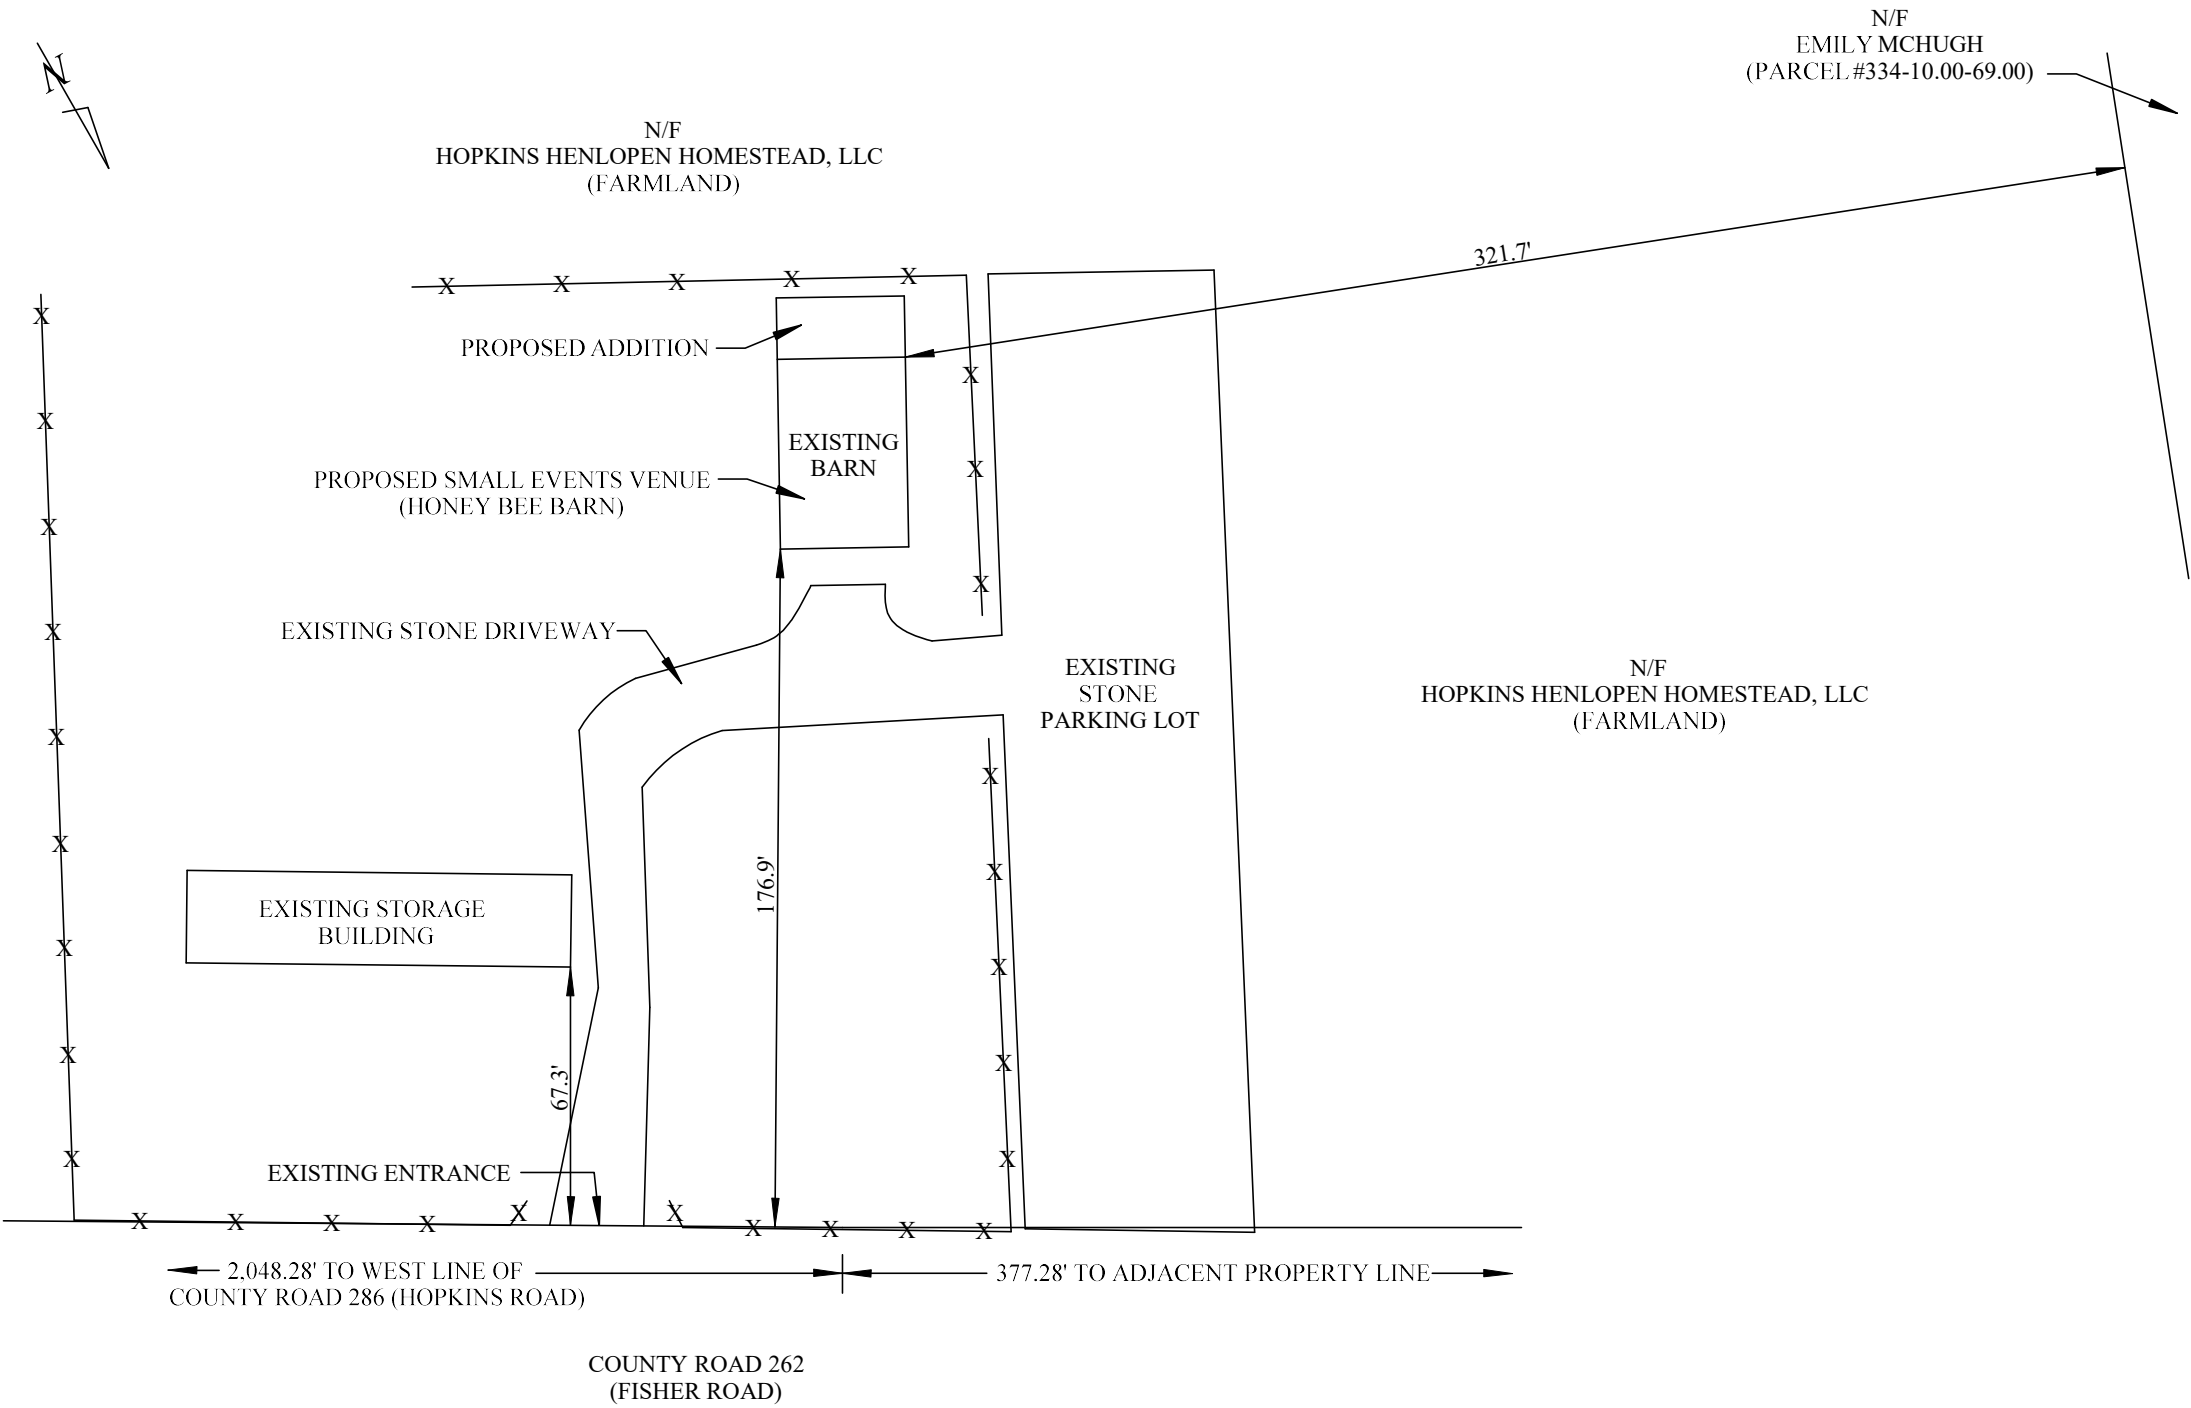 N/F
EMILY MCHUGH
(PARCEL #334-10.00-69.00)
N
N/F
HOPKINS HENLOPEN HOMESTEAD, LLC
(FARMLAND)
321.7'
X X X X X
X
X
X
X
X
X
X
X
X
PROPOSED ADDITION
X
X
X
EXISTING
BARN
PROPOSED SMALL EVENTS VENUE
(HONEY BEE BARN)
EXISTING STONE DRIVEWAY
EXISTING
STONE
PARKING LOT
N/F
HOPKINS HENLOPEN HOMESTEAD, LLC
(FARMLAND)
X
X
X
X
X
176.9'
EXISTING STORAGE
BUILDING
67.3'
EXISTING ENTRANCE
X X X X X X X X X X
2,048.28' TO WEST LINE OF
COUNTY ROAD 286 (HOPKINS ROAD)
377.28' TO ADJACENT PROPERTY LINE
COUNTY ROAD 262
(FISHER ROAD)